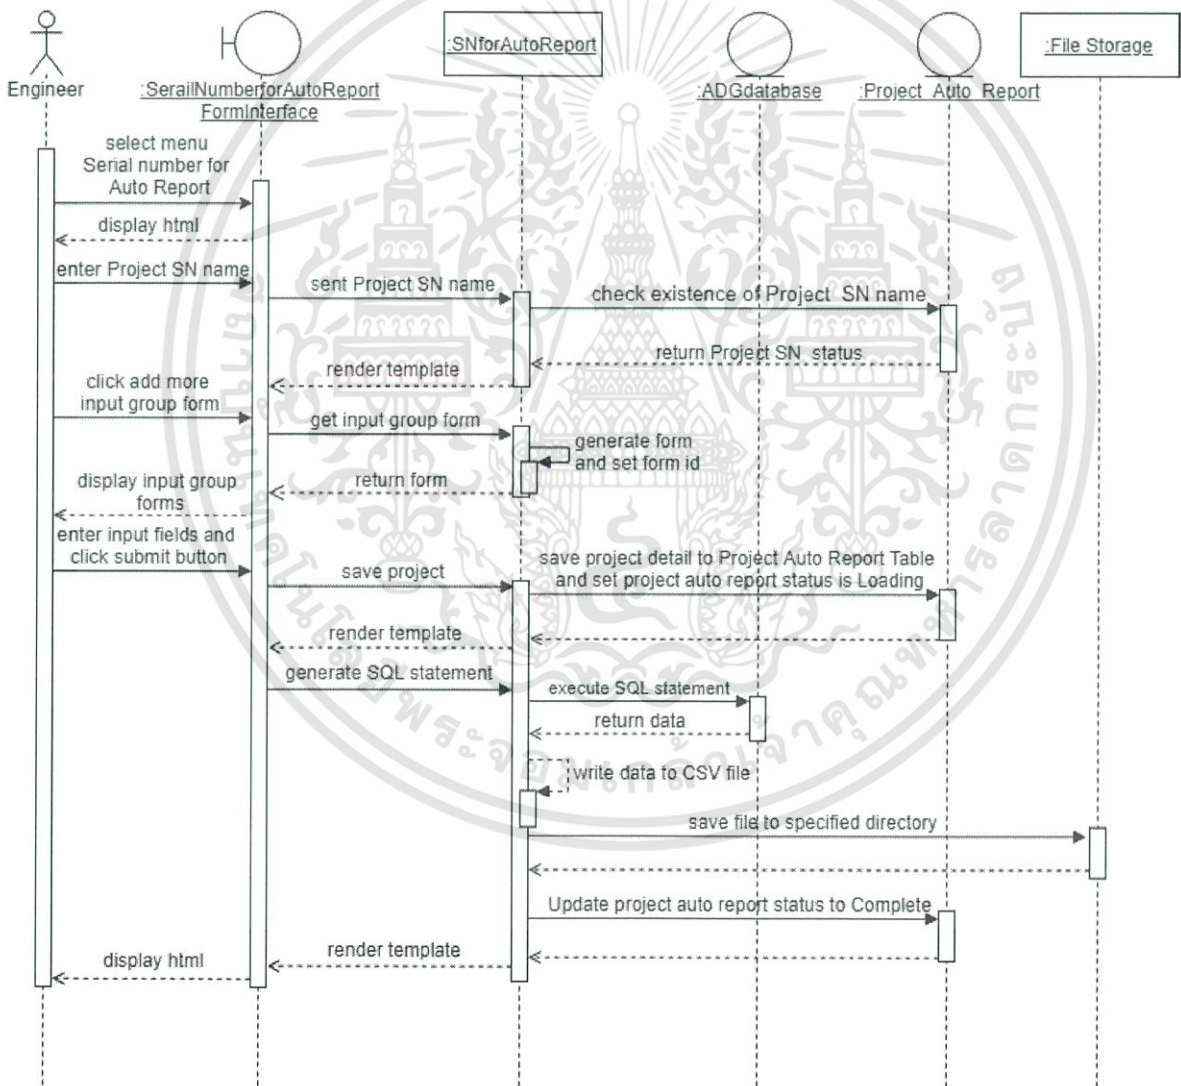 :SNforAutoReport
:File Storage
Engineer
:SerailNumberforAutoReport
FormInterface
:ADGdatabase
:Project_Auto_Report
select menu
Serial number for
Auto Report
display html
enter Project SN name
sent Project SN name
check existence of Project SN name
return Project SN status
render template
click add more
input group form
get input group form
generate form
and set form id
return form
display input group
forms
enter input fields and
click submit button
save project
save project detail to Project Auto Report Table
and set project auto report status is Loading
render template
generate SQL statement
execute SQL statement
return data
write data to CSV file
save file to specified directory
Update project auto report status to Complete
render template
display html